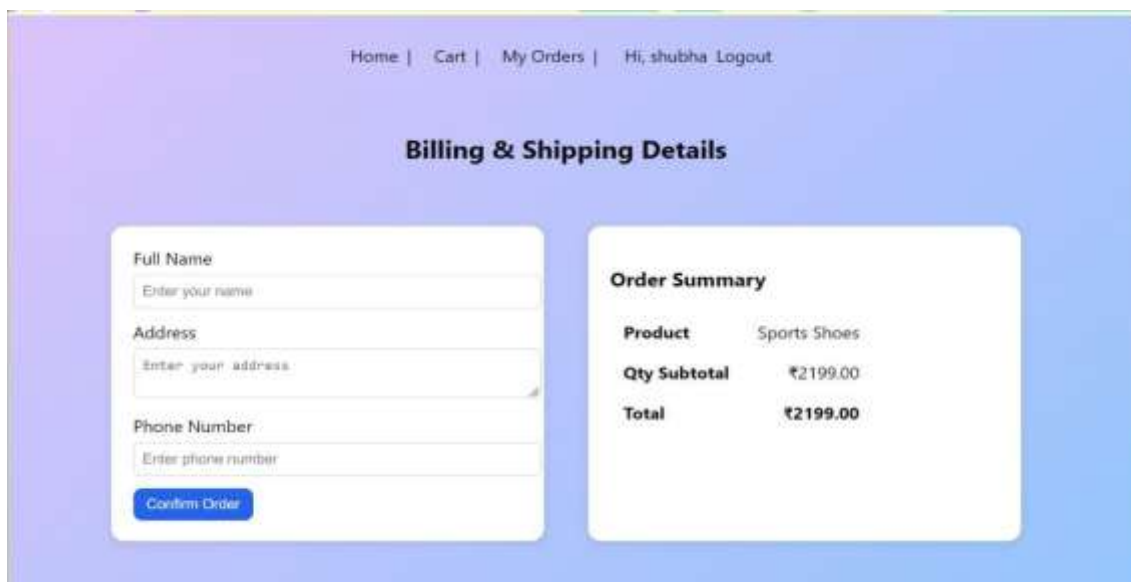 Home | Cart | My Orders | Hi, shubha Logout
Billing & Shipping Details
Full Name
Enter your name
Address
Enter your address
Phone Number
Enter phone number
Confirm Order
Order Summary
Product Sports Shoes
Qty Subtotal ₹2199.00
Total ₹2199.00